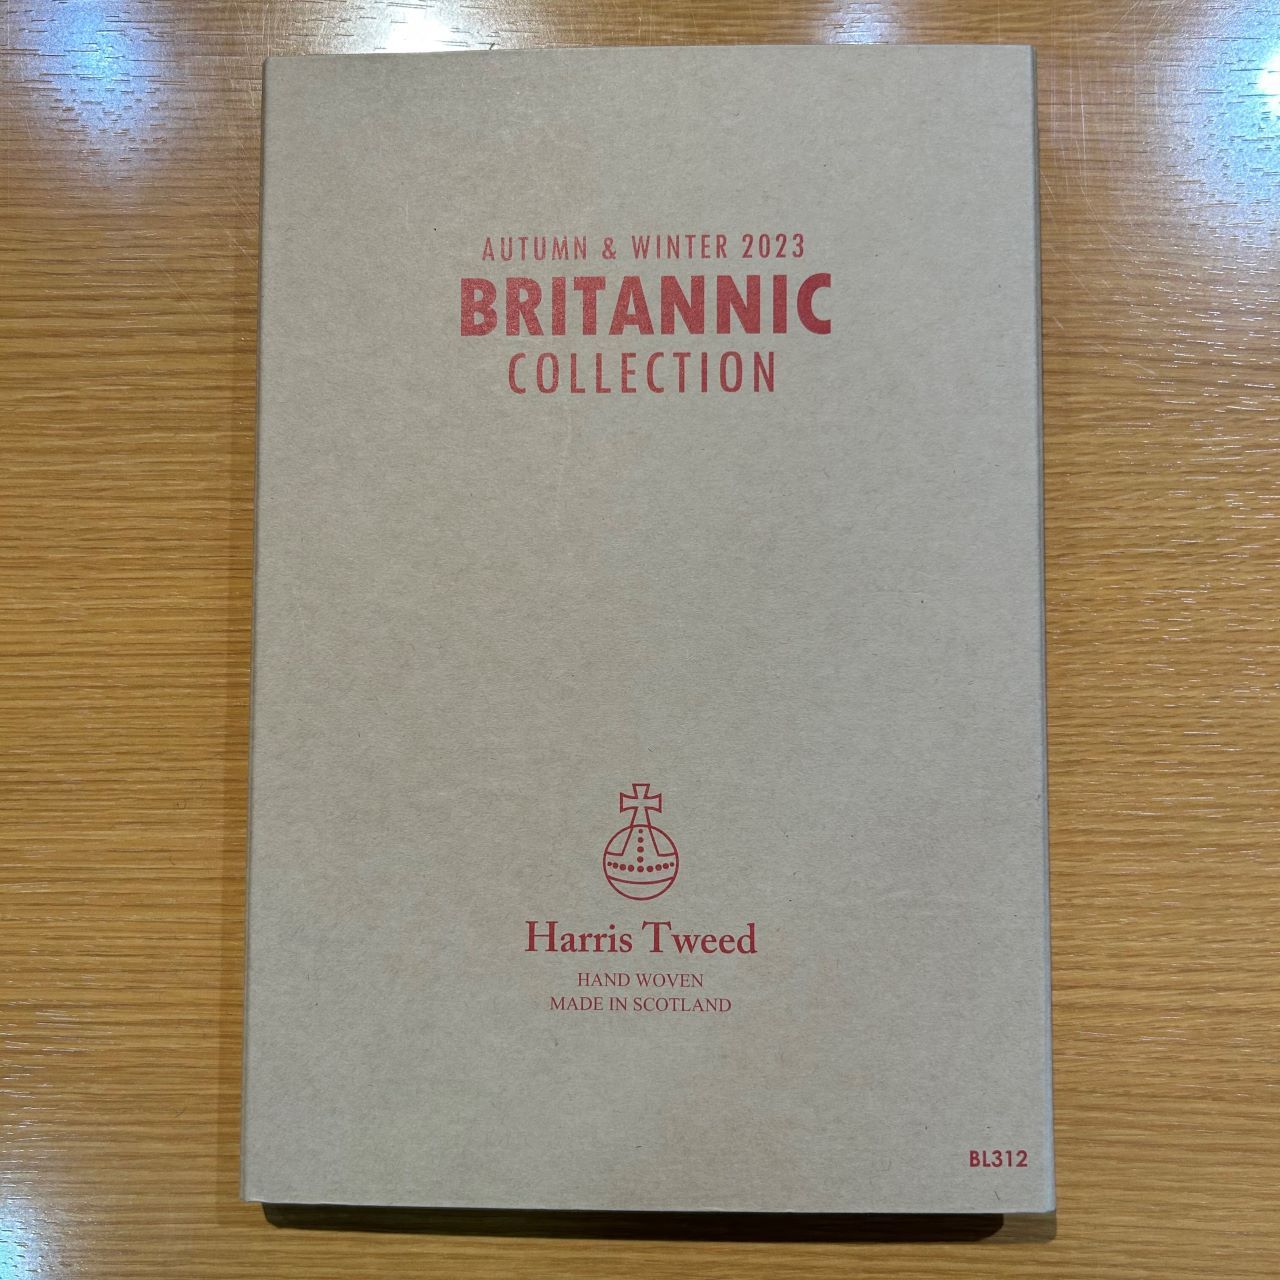 AUTUMN & WINTER 2023
BRITANNIC
COLLECTION
Harris Tweed
HAND WOVEN
MADE IN SCOTLAND
BL312